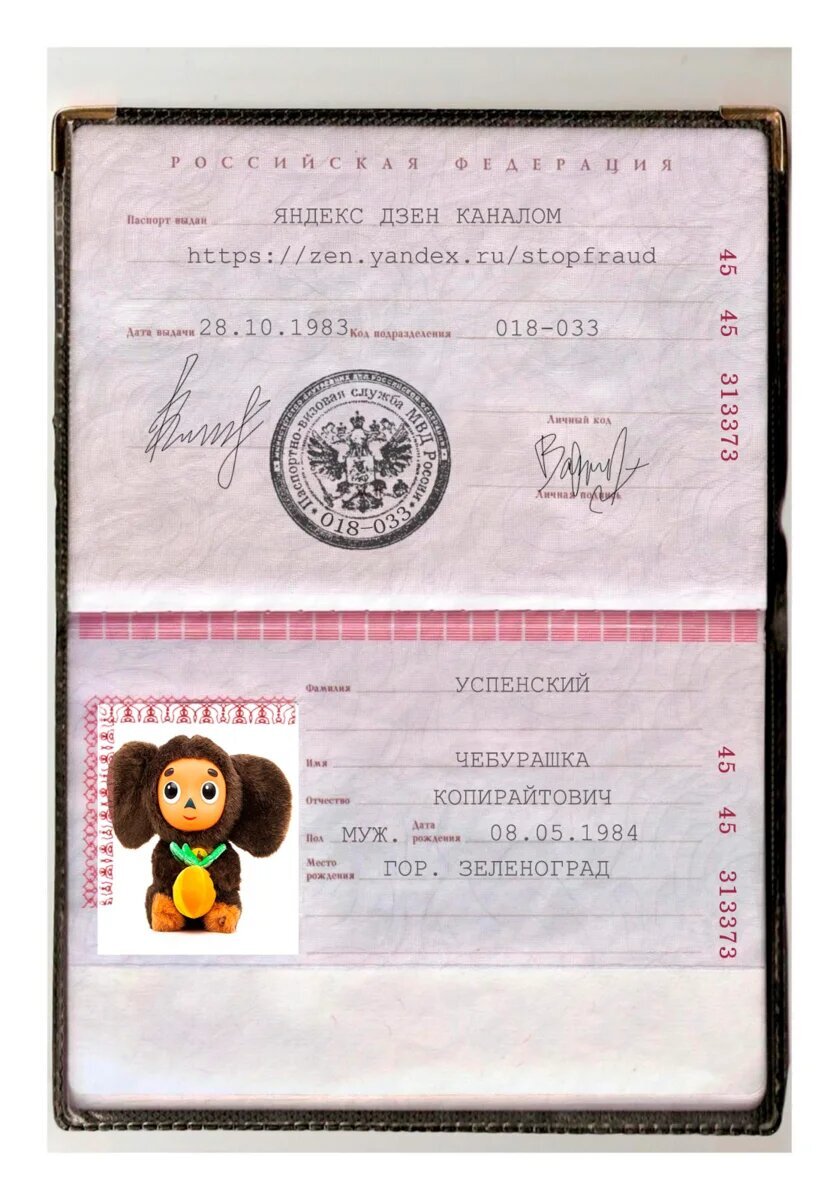 РОССИЙСКАЯ ФЕДЕРАЦИЯ
Паспорт выдан ЯНДЕКС ДЗЕН КАНАЛОМ
https://zen.yandex.ru/stopfraud
Дата выдачи 28.10.1983 Код подразделения 018-033
45 45 313373
Паспортно-визовая служба МВД России
018-033
Личный код
Личная подпись
Фамилия УСПЕНСКИЙ
Имя ЧЕБУРАШКА
Отчество КОПИРАЙТОВИЧ
Пол МУЖ. Дата рождения 08.05.1984
Место рождения ГОР. ЗЕЛЕНОГРАД
45 45 313373